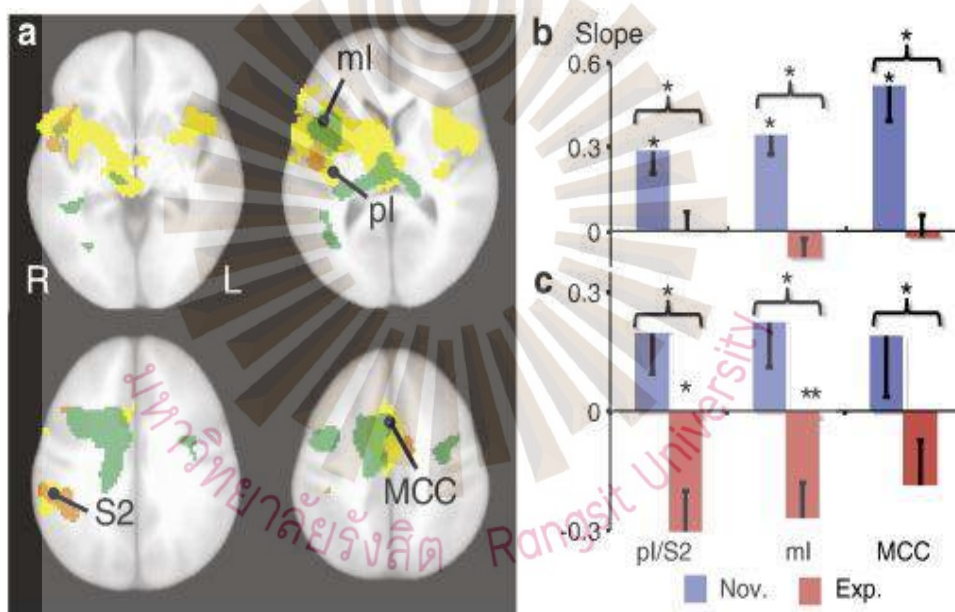 a
mI
pI
R
L
S2
MCC
b Slope
0.6
0.3
0
* * * * * *
c
0.3
0
-0.3
* * * * **
pI/S2 mI MCC
Nov. Exp.
มหาวิทยาลัยรังสิต Rangsit University